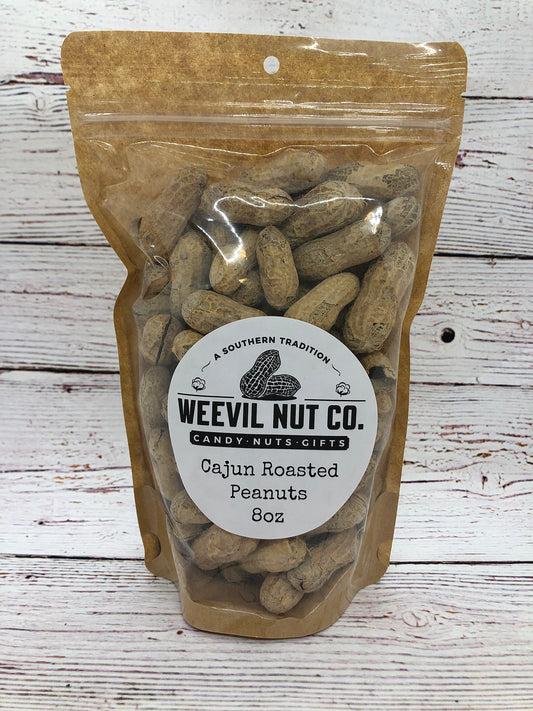 A SOUTHERN TRADITION
WEEVIL NUT CO.
CANDY·NUTS·GIFTS
Cajun Roasted
Peanuts
8oz